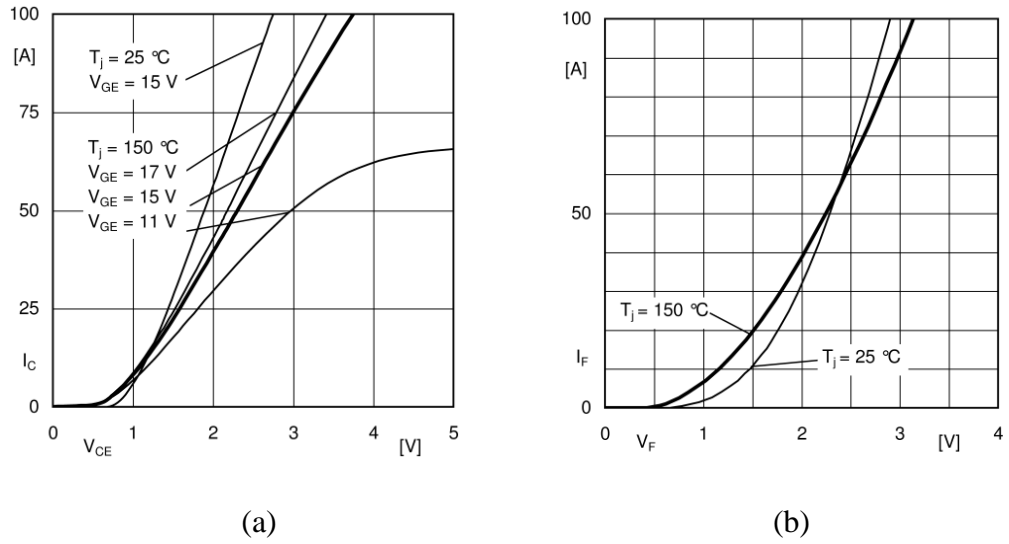 100
[A]
T_j = 25 °C
V_GE = 15 V
75
T_j = 150 °C
V_GE = 17 V
V_GE = 15 V
50
V_GE = 11 V
25
I_C
0
0 1 2 3 4 5
V_CE [V]
(a)
100
[A]
50
T_j = 150 °C
T_j = 25 °C
I_F
0
0 1 2 3 4
V_F [V]
(b)